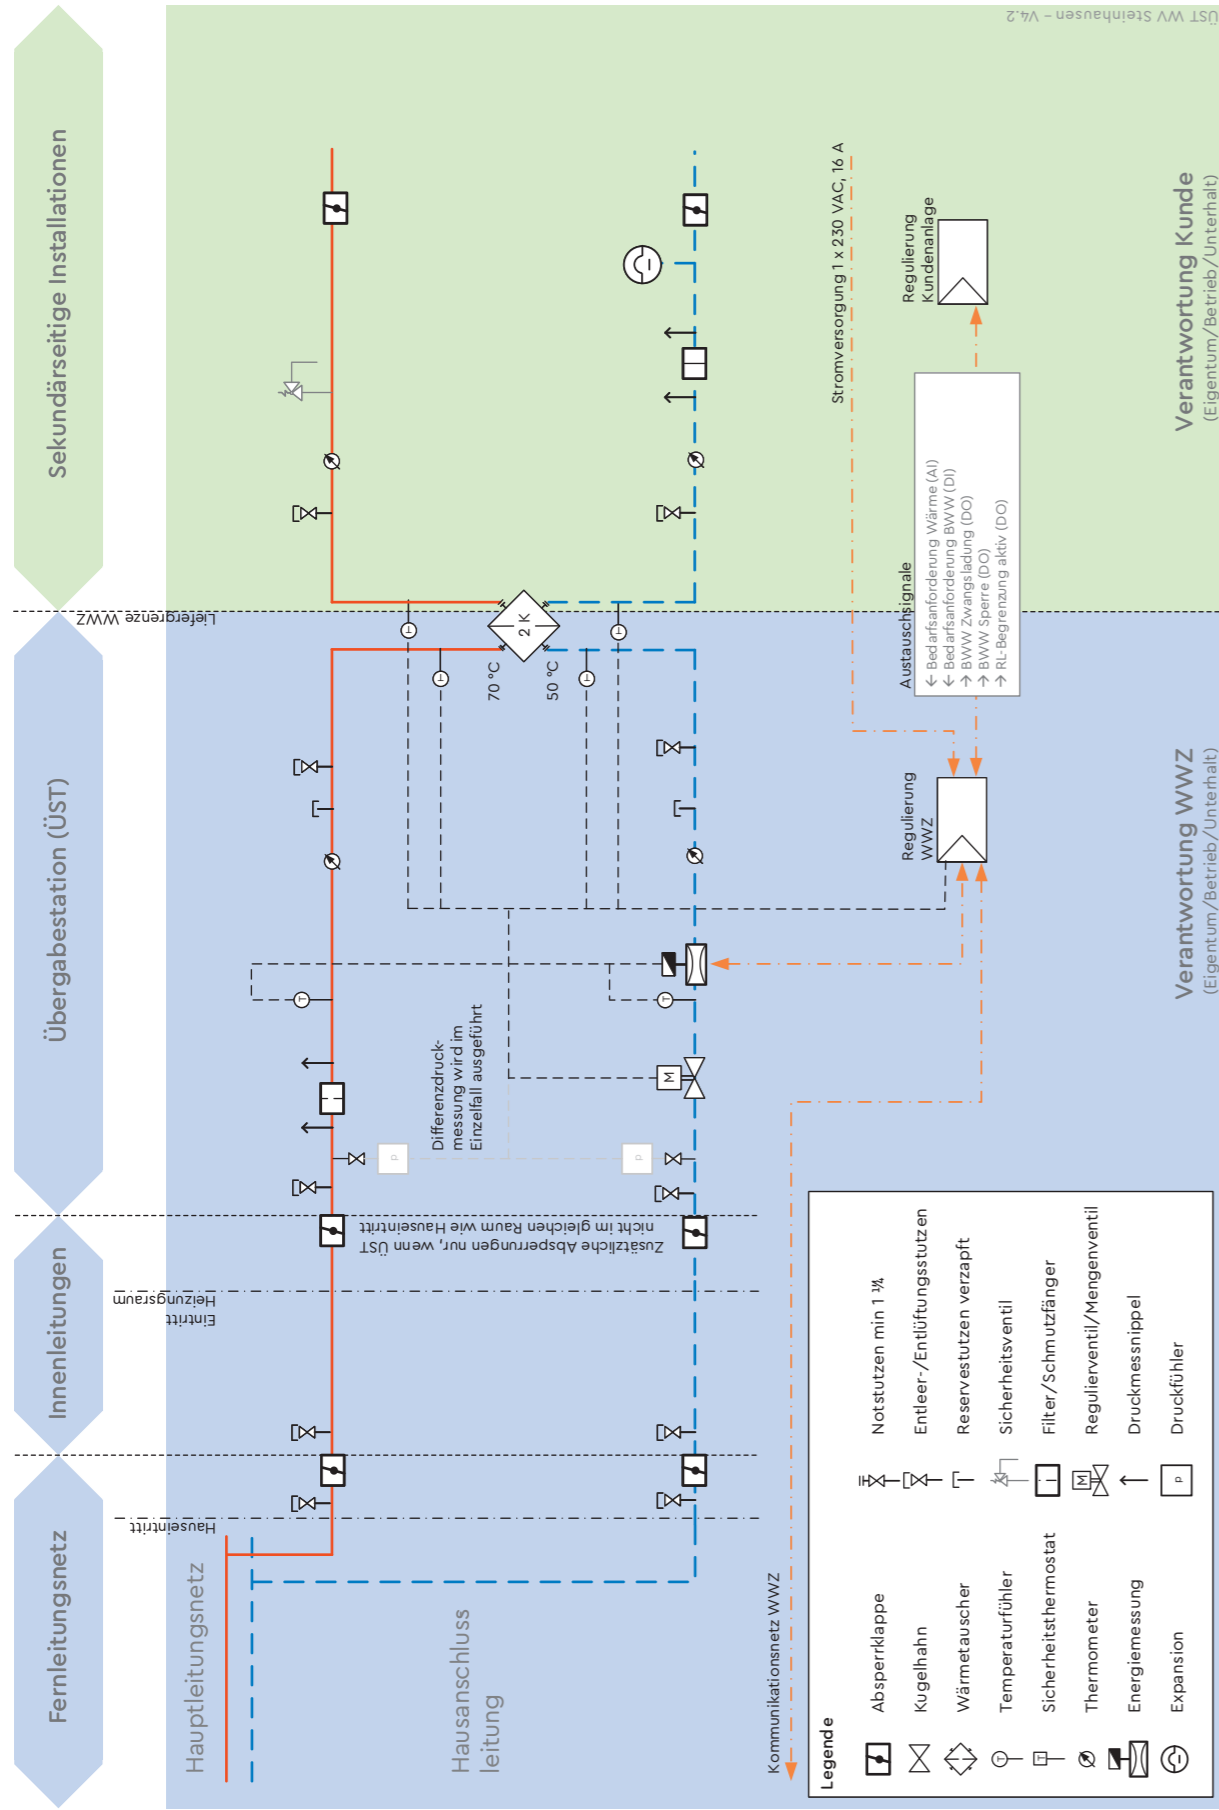 Fernleitungsnetz
Innenleitungen
Übergabestation (ÜST)
Sekundärseitige Installationen
Hauseintritt
Eintritt
Heizungsraum
Liefergrenze WWZ
Hauptleitungsnetz
Hausanschluss
leitung
Zusätzliche Absperrungen nur, wenn ÜST
nicht im gleichen Raum wie Hauseintritt
p
p
Differenzdruck-
messung wird im
Einzelfall ausgeführt
M
T
T
T
T
T
T
70 °C
50 °C
2 K
Kommunikationsnetz WWZ
Regulierung
WWZ
Stromversorgung 1 x 230 VAC, 16 A
Austauschsignale
← Bedarfsanforderung Wärme (AI)
← Bedarfsanforderung BWW (DI)
→ BWW Zwangsladung (DO)
→ BWW Sperre (DO)
→ RL-Begrenzung aktiv (DO)
Regulierung
Kundenanlage
Legende
Absperrklappe
Kugelhahn
Wärmetauscher
T Temperaturfühler
T Sicherheitsthermostat
Thermometer
Energiemessung
Expansion
Notstutzen min 1 ¼
Entleer-/Entlüftungsstutzen
Reservestutzen verzapft
Sicherheitsventil
Filter/Schmutzfänger
M Regulierventil/Mengenventil
Druckmessnippel
p Druckfühler
Verantwortung WWZ
(Eigentum/Betrieb/Unterhalt)
Verantwortung Kunde
(Eigentum/Betrieb/Unterhalt)
ÜST WV Steinhausen – V4.2